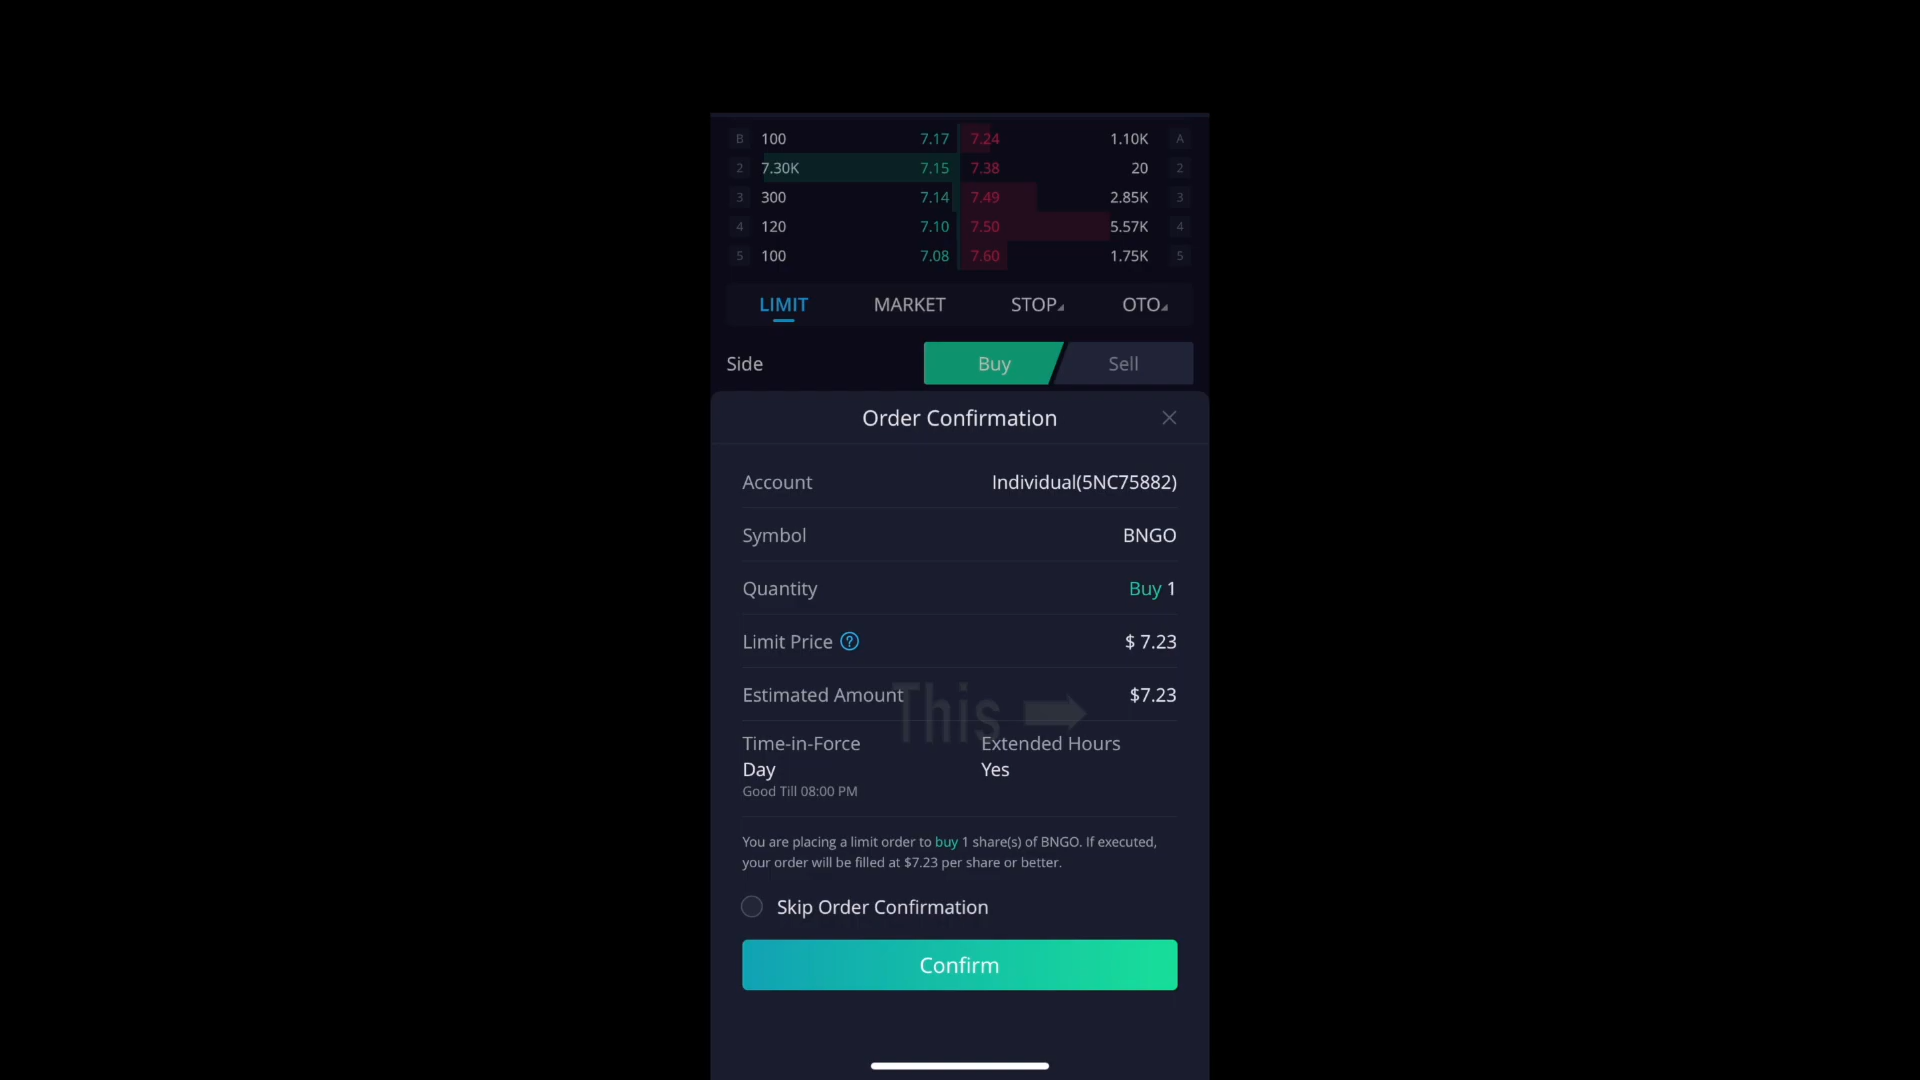 B 100 7.17 7.24 1.10K A
2 7.30K 7.15 7.38 20 2
3 300 7.14 7.49 2.85K 3
4 120 7.10 7.50 5.57K 4
5 100 7.08 7.60 1.75K 5
LIMIT MARKET STOP OTO
Side Buy Sell
Order Confirmation
Account Individual(5NC75882)
Symbol BNGO
Quantity Buy 1
Limit Price ? $ 7.23
Estimated Amount $7.23
This
Time-in-Force Extended Hours
Day Yes
Good Till 08:00 PM
You are placing a limit order to buy 1 share(s) of BNGO. If executed,
your order will be filled at $7.23 per share or better.
Skip Order Confirmation
Confirm